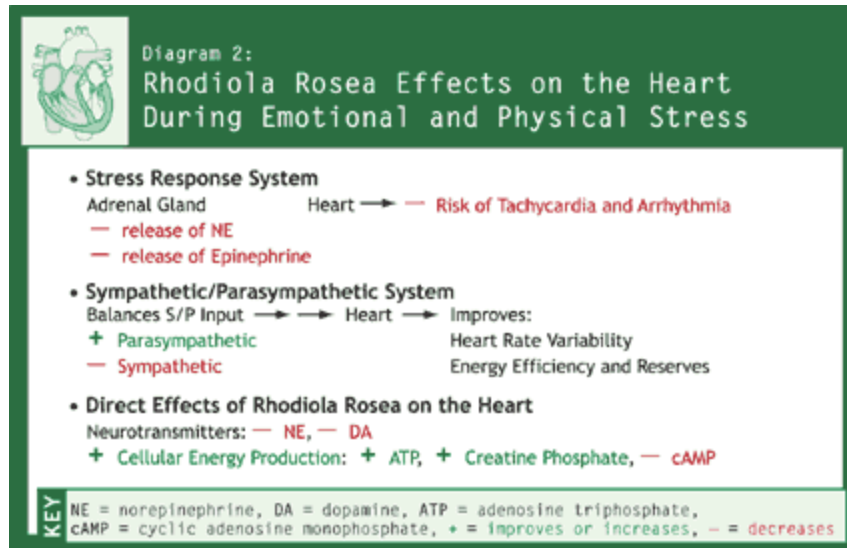 Diagram 2:
Rhodiola Rosea Effects on the Heart
During Emotional and Physical Stress
• Stress Response System
Adrenal Gland Heart → − Risk of Tachycardia and Arrhythmia
− release of NE
− release of Epinephrine
• Sympathetic/Parasympathetic System
Balances S/P Input → → Heart → Improves:
+ Parasympathetic Heart Rate Variability
− Sympathetic Energy Efficiency and Reserves
• Direct Effects of Rhodiola Rosea on the Heart
Neurotransmitters: − NE, − DA
+ Cellular Energy Production: + ATP, + Creatine Phosphate, − cAMP
KEY
NE = norepinephrine, DA = dopamine, ATP = adenosine triphosphate,
cAMP = cyclic adenosine monophosphate, + = improves or increases, − = decreases